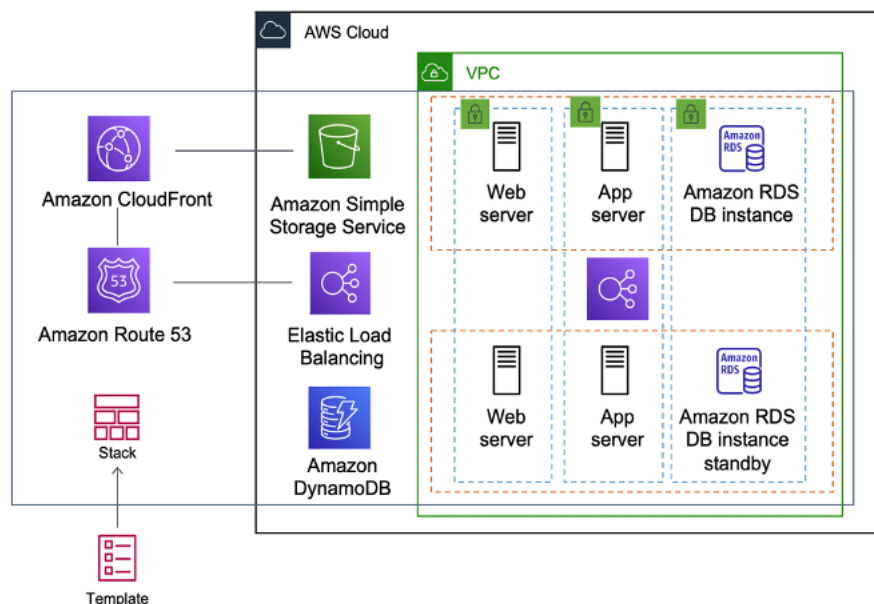 AWS Cloud
VPC
Amazon CloudFront
Amazon Simple
Storage Service
Web
server
App
server
Amazon
RDS
Amazon RDS
DB instance
53
Amazon Route 53
Elastic Load
Balancing
Amazon
DynamoDB
Web
server
App
server
Amazon
RDS
Amazon RDS
DB instance
standby
Stack
Template